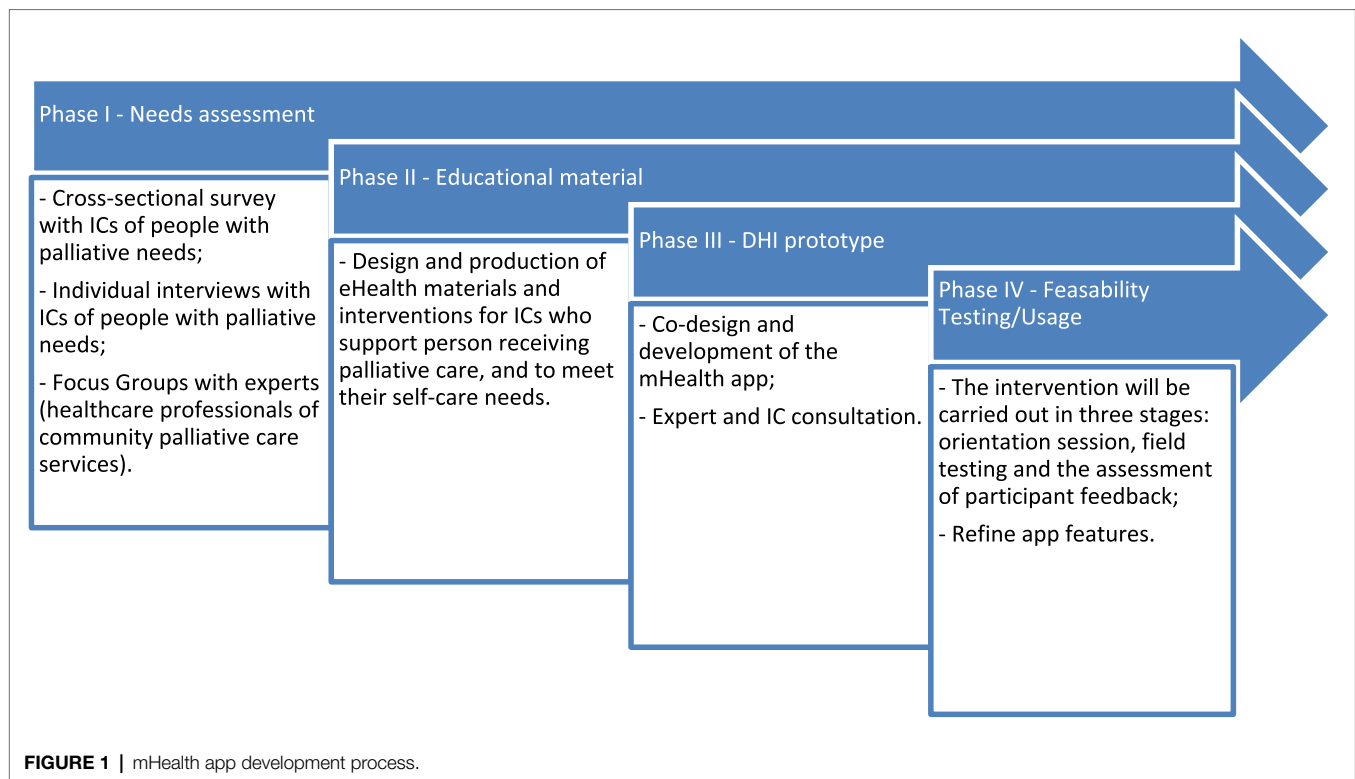 Phase I - Needs assessment
- Cross-sectional survey
with ICs of people with
palliative needs;
- Individual interviews with
ICs of people with palliative
needs;
- Focus Groups with experts
(healthcare professionals of
community palliative care
services).
Phase II - Educational material
- Design and production of
eHealth materials and
interventions for ICs who
support person receiving
palliative care, and to meet
their self-care needs.
Phase III - DHI prototype
- Co-design and
development of the
mHealth app;
- Expert and IC consultation.
Phase IV - Feasability
Testing/Usage
- The intervention will be
carried out in three stages:
orientation session, field
testing and the assessment
of participant feedback;
- Refine app features.
FIGURE 1 | mHealth app development process.